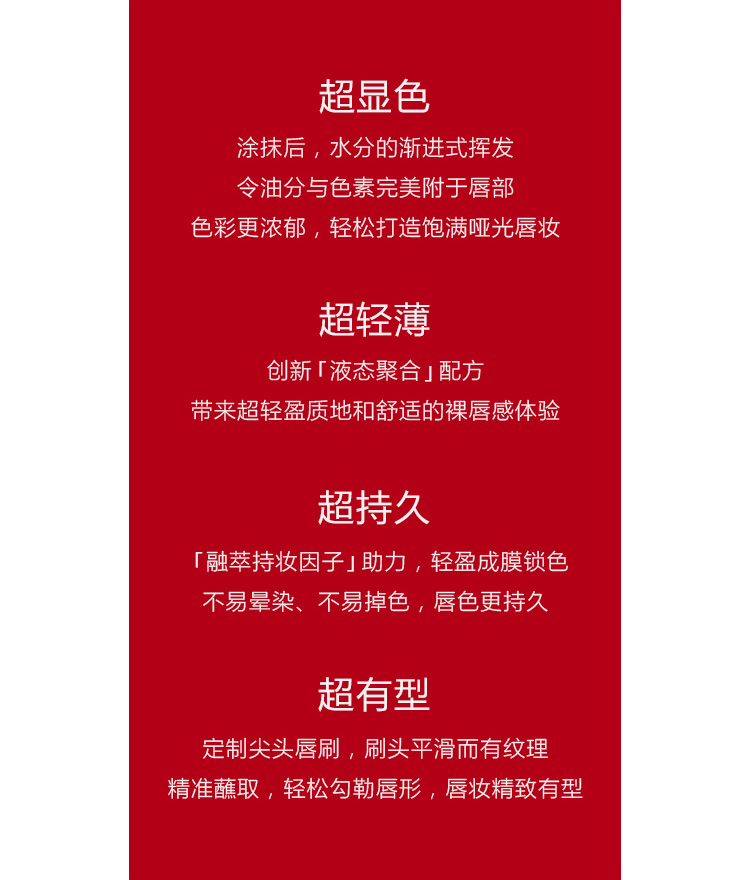 超显色
涂抹后，水分的渐进式挥发
令油分与色素完美附于唇部
色彩更浓郁，轻松打造饱满哑光唇妆
超轻薄
创新「液态聚合」配方
带来超轻盈质地和舒适的裸唇感体验
超持久
「融萃持妆因子」助力，轻盈成膜锁色
不易晕染、不易掉色，唇色更持久
超有型
定制尖头唇刷，刷头平滑而有纹理
精准蘸取，轻松勾勒唇形，唇妆精致有型